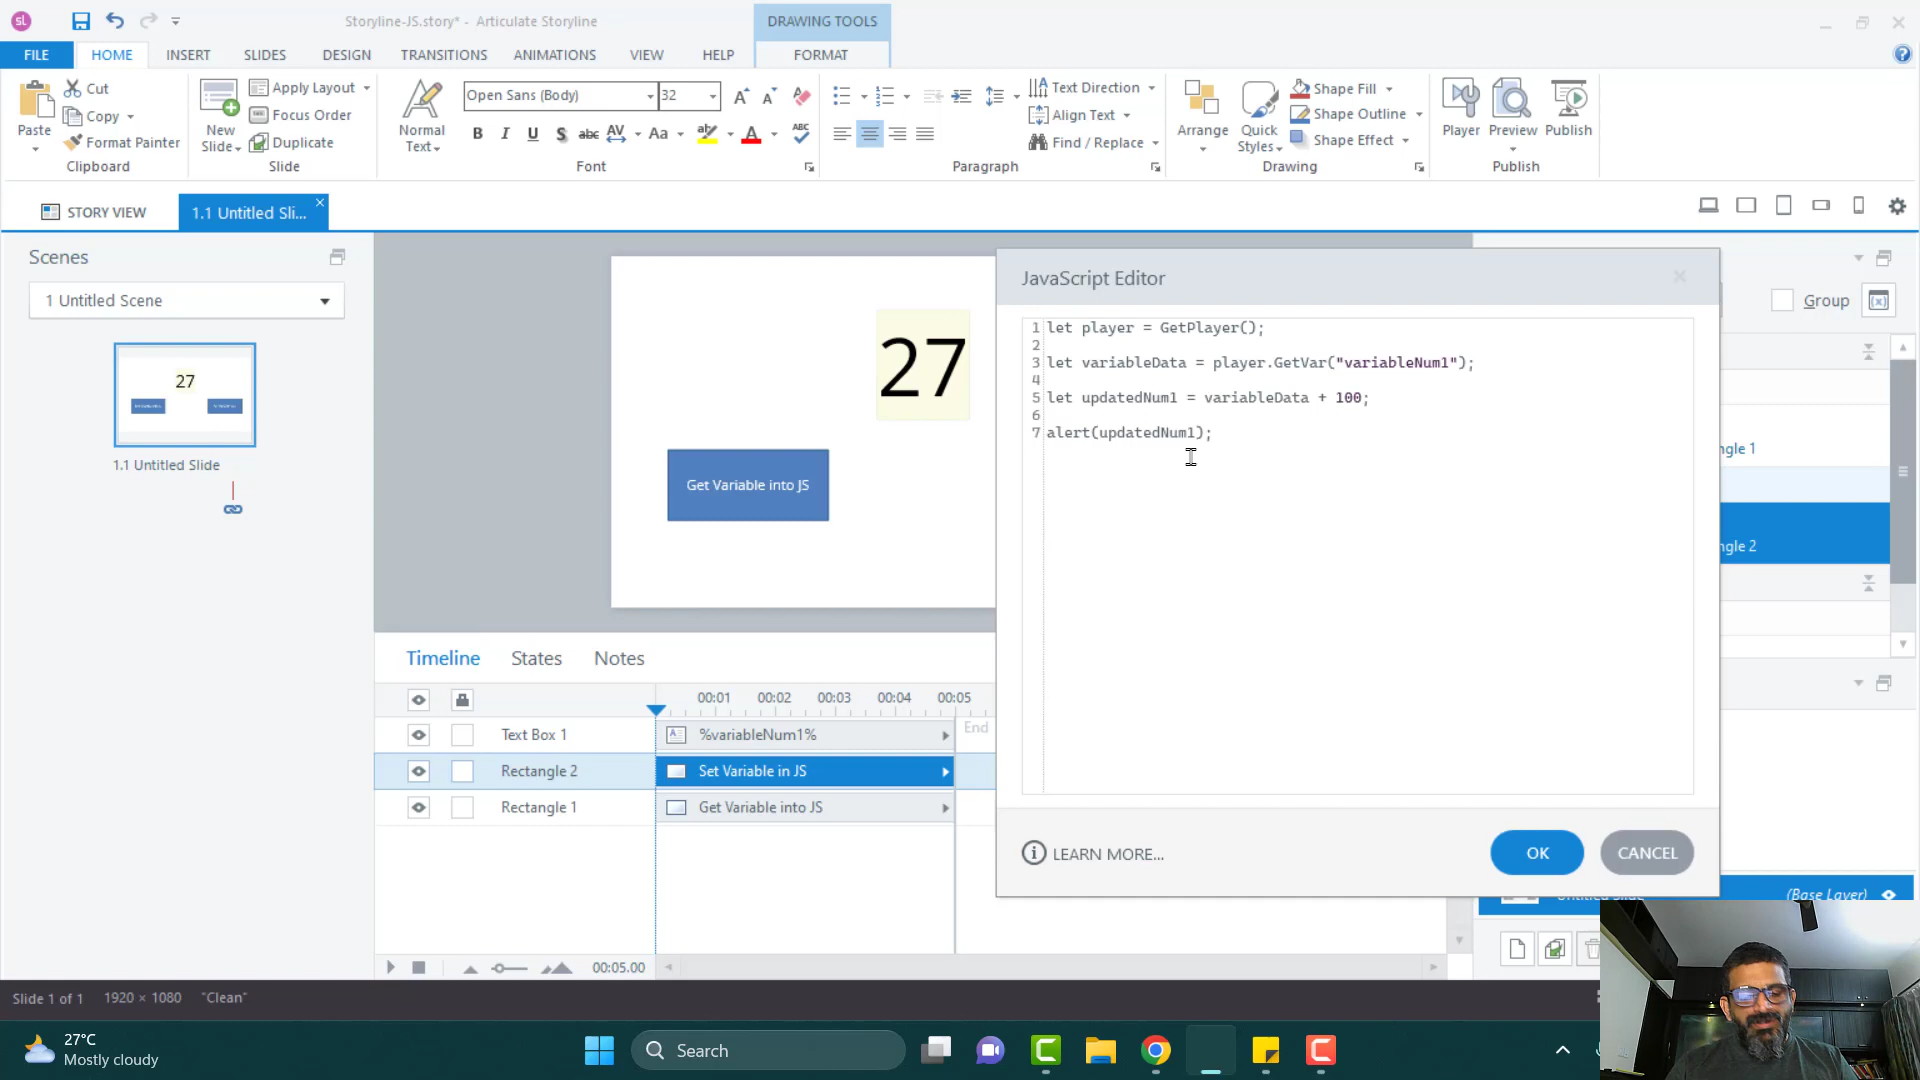 sl
Storyline-JS.story* - Articulate Storyline
DRAWING TOOLS
FILE HOME INSERT SLIDES DESIGN TRANSITIONS ANIMATIONS VIEW HELP FORMAT
Paste
Cut
Copy
Format Painter
Clipboard
New Slide
Apply Layout
Focus Order
Duplicate
Slide
Normal Text
Open Sans (Body) 32
B I U S abc AV Aa ab A ABC
Font
Text Direction
Align Text
Find / Replace
Paragraph
Arrange
Quick Styles
Shape Fill
Shape Outline
Shape Effect
Drawing
Player
Preview
Publish
Publish
STORY VIEW
1.1 Untitled Sli...
Scenes
1 Untitled Scene
27
1.1 Untitled Slide
27
Get Variable into JS
JavaScript Editor
1 let player = GetPlayer();
2
3 let variableData = player.GetVar("variableNum1");
4
5 let updatedNum1 = variableData + 100;
6
7 alert(updatedNum1);
LEARN MORE...
OK
CANCEL
Group
ngle 1
ngle 2
(Base Layer)
Timeline States Notes
00:01 00:02 00:03 00:04 00:05
End
Text Box 1 %variableNum1%
Rectangle 2 Set Variable in JS
Rectangle 1 Get Variable into JS
00:05.00
Slide 1 of 1 1920 × 1080 "Clean"
27°C
Mostly cloudy
Search